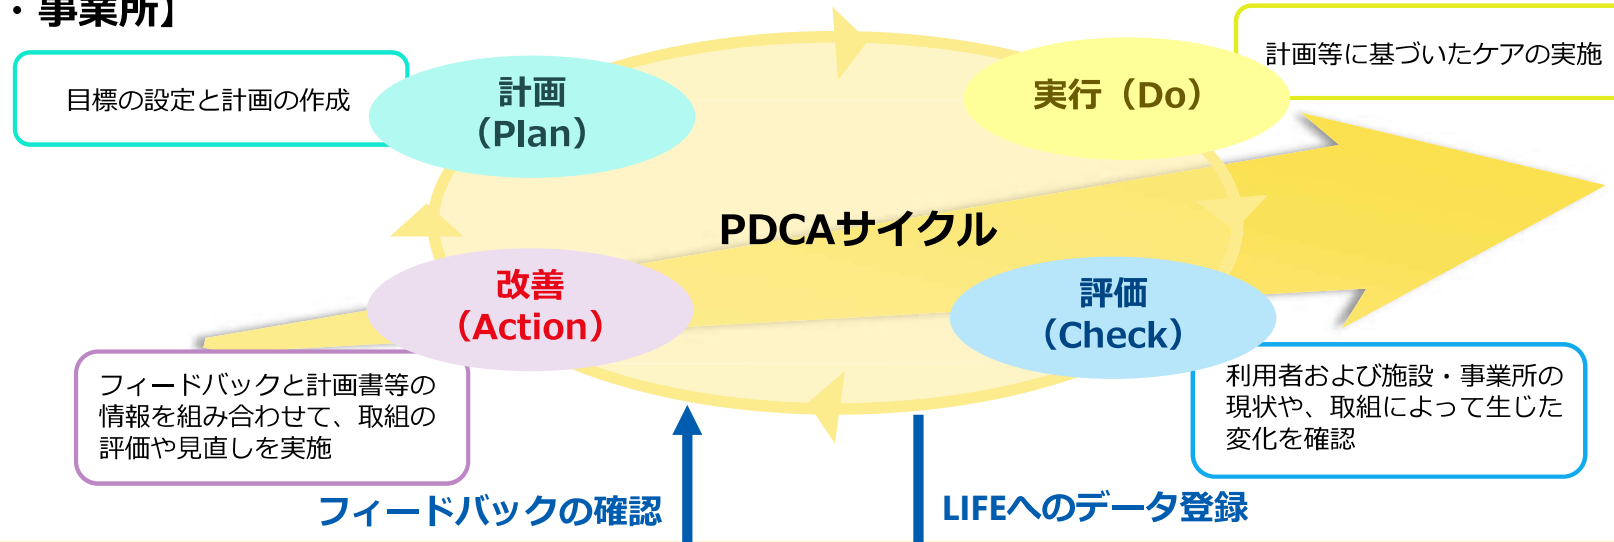 ・事業所】
目標の設定と計画の作成
計画
（Plan）
実行（Do）
計画等に基づいたケアの実施
PDCAサイクル
改善
（Action）
評価
（Check）
フィードバックと計画書等の
情報を組み合わせて、取組の
評価や見直しを実施
利用者および施設・事業所の
現状や、取組によって生じた
変化を確認
フィードバックの確認
LIFEへのデータ登録